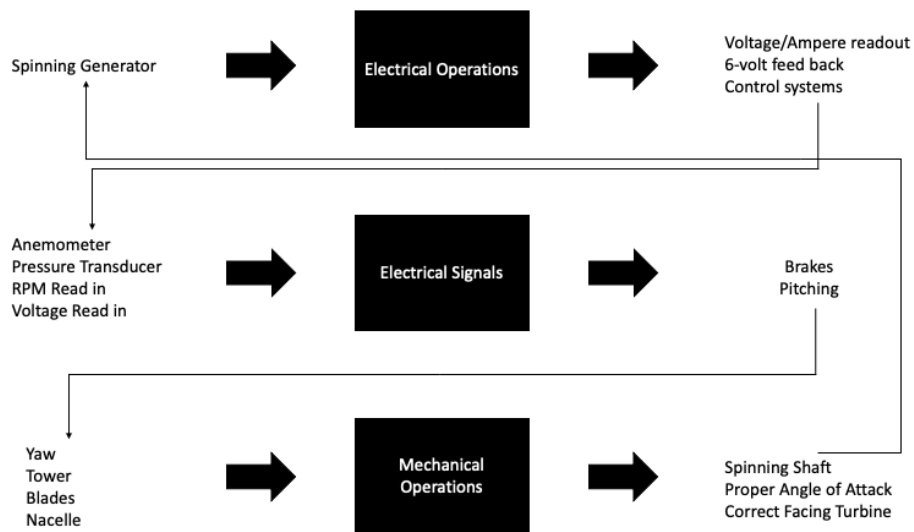 Spinning Generator
Electrical Operations
Voltage/Ampere readout
6-volt feed back
Control systems
Anemometer
Pressure Transducer
RPM Read in
Voltage Read in
Electrical Signals
Brakes
Pitching
Yaw
Tower
Blades
Nacelle
Mechanical
Operations
Spinning Shaft
Proper Angle of Attack
Correct Facing Turbine